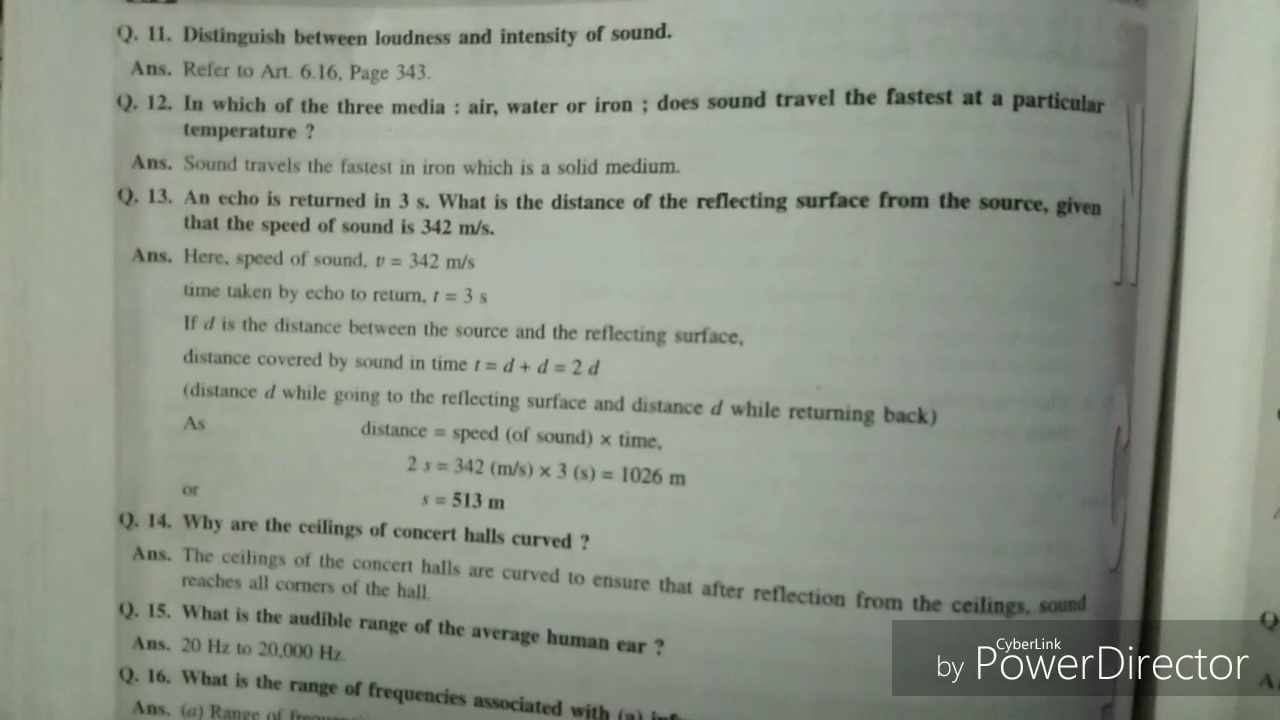 Q. 11. Distinguish between loudness and intensity of sound.
Ans. Refer to Art. 6.16, Page 343.
Q. 12. In which of the three media : air, water or iron ; does sound travel the fastest at a particular
temperature ?
Ans. Sound travels the fastest in iron which is a solid medium.
Q. 13. An echo is returned in 3 s. What is the distance of the reflecting surface from the source, given
that the speed of sound is 342 m/s.
Ans. Here, speed of sound, v = 342 m/s
time taken by echo to return, t = 3 s
If d is the distance between the source and the reflecting surface,
distance covered by sound in time t = d + d = 2 d
(distance d while going to the reflecting surface and distance d while returning back)
As distance = speed (of sound) × time,
2 s = 342 (m/s) × 3 (s) = 1026 m
or s = 513 m
Q. 14. Why are the ceilings of concert halls curved ?
Ans. The ceilings of the concert halls are curved to ensure that after reflection from the ceilings, sound
reaches all corners of the hall.
Q. 15. What is the audible range of the average human ear ?
Ans. 20 Hz to 20,000 Hz.
Q. 16. What is the range of frequencies associated with (a)
Ans. (a) Range of
CyberLink
by PowerDirector